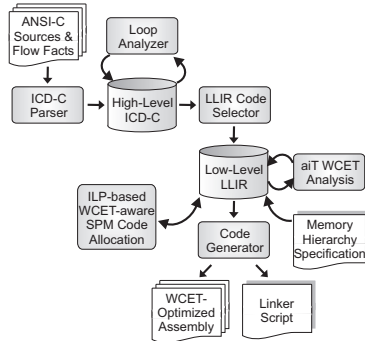 ANSI-C
Sources &
Flow Facts
Loop
Analyzer
ICD-C
Parser
High-Level
ICD-C
LLIR Code
Selector
Low-Level
LLIR
aiT WCET
Analysis
ILP-based
WCET-aware
SPM Code
Allocation
Code
Generator
Memory
Hierarchy
Specification
WCET-
Optimized
Assembly
Linker
Script